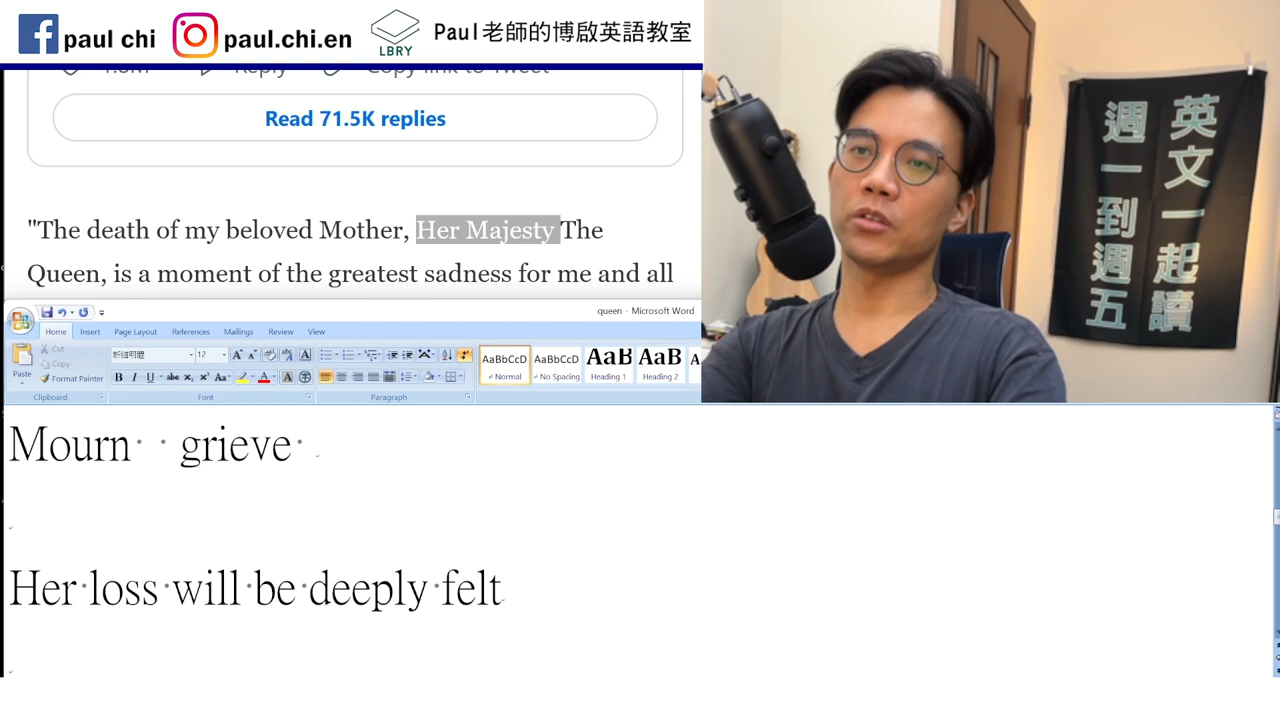 paul chi
paul.chi.en
LBRY
Paul老師的博啟英語教室
Reply
Copy link to Tweet
Read 71.5K replies
"The death of my beloved Mother, Her Majesty The
Queen, is a moment of the greatest sadness for me and all
queen - Microsoft Word
Home Insert Page Layout References Mailings Review View
Paste
Cut
Copy
Format Painter
新細明體 12
AaBbCcD AaBbCcD AaB AaB
Normal No Spacing Heading 1 Heading 2
Clipboard Font Paragraph
英文一起讀
週一到週五
Mourn grieve
Her loss will be deeply felt